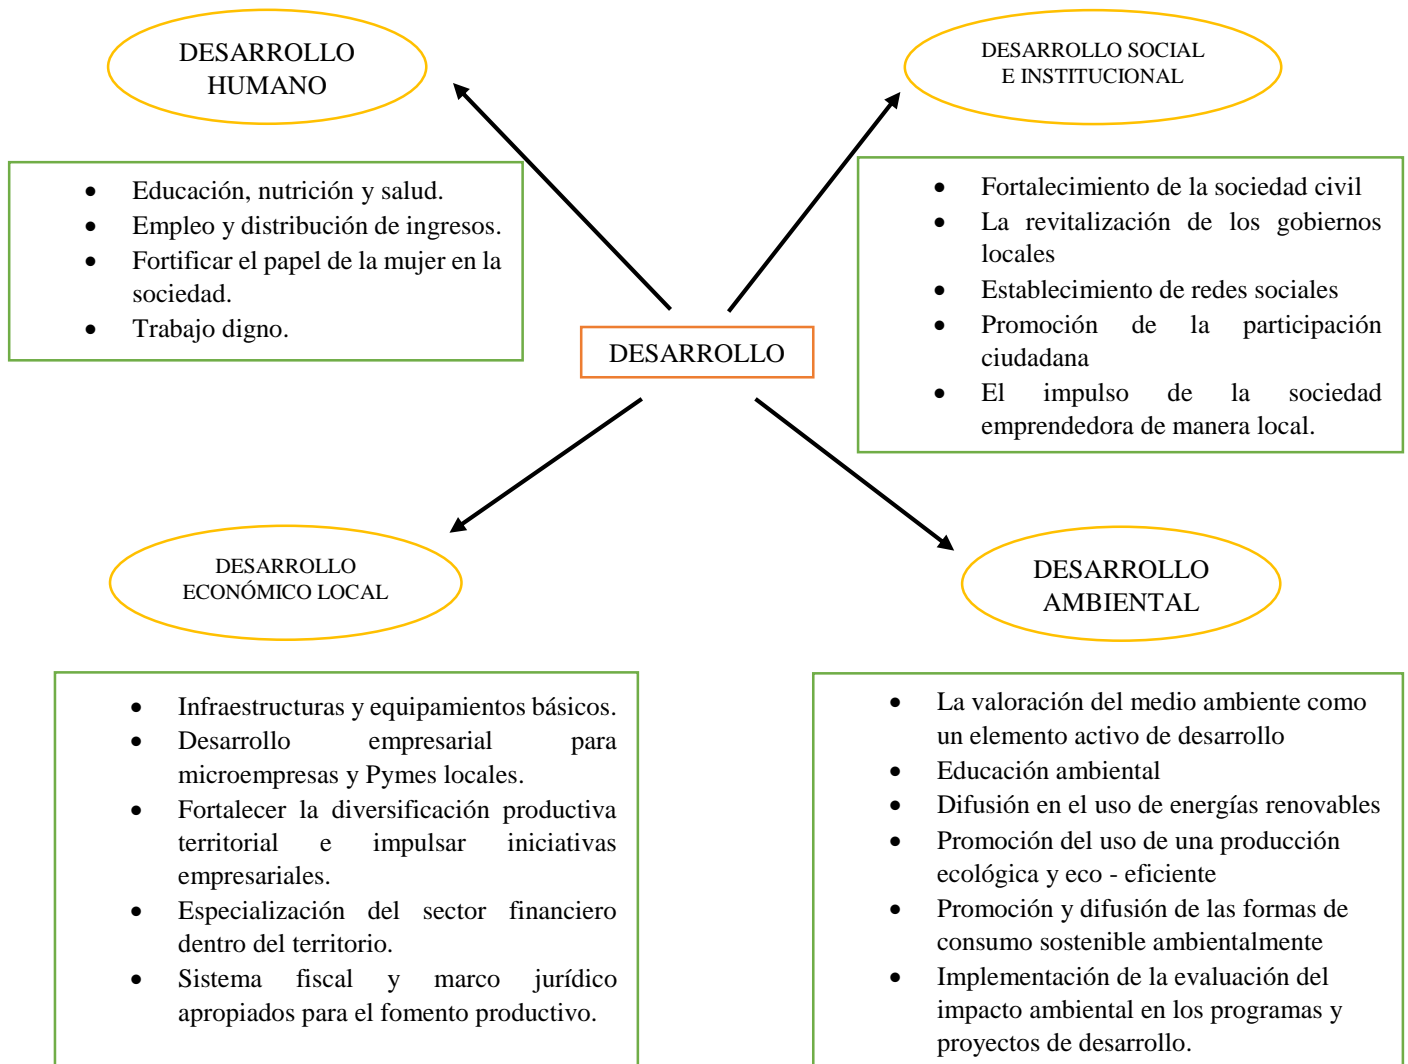 DESARROLLO
HUMANO
• Educación, nutrición y salud.
• Empleo y distribución de ingresos.
• Fortificar el papel de la mujer en la
sociedad.
• Trabajo digno.
DESARROLLO SOCIAL
E INSTITUCIONAL
• Fortalecimiento de la sociedad civil
• La revitalización de los gobiernos
locales
• Establecimiento de redes sociales
• Promoción de la participación
ciudadana
• El impulso de la sociedad
emprendedora de manera local.
DESARROLLO
DESARROLLO
ECONÓMICO LOCAL
• Infraestructuras y equipamientos básicos.
• Desarrollo empresarial para
microempresas y Pymes locales.
• Fortalecer la diversificación productiva
territorial e impulsar iniciativas
empresariales.
• Especialización del sector financiero
dentro del territorio.
• Sistema fiscal y marco jurídico
apropiados para el fomento productivo.
DESARROLLO
AMBIENTAL
• La valoración del medio ambiente como
un elemento activo de desarrollo
• Educación ambiental
• Difusión en el uso de energías renovables
• Promoción del uso de una producción
ecológica y eco - eficiente
• Promoción y difusión de las formas de
consumo sostenible ambientalmente
• Implementación de la evaluación del
impacto ambiental en los programas y
proyectos de desarrollo.